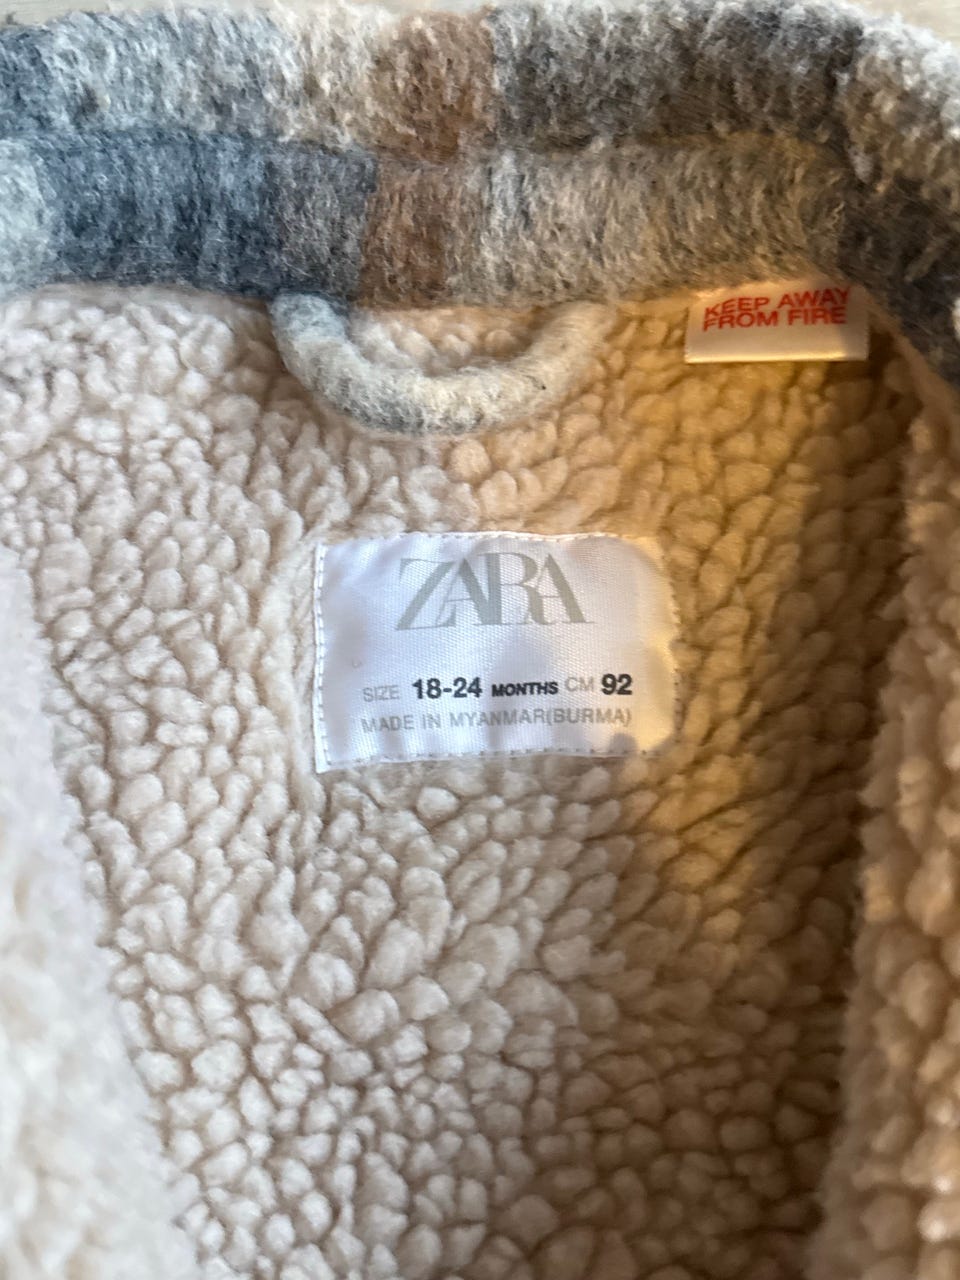 KEEP AWAY
FROM FIRE
ZARA
SIZE 18-24 MONTHS CM 92
MADE IN MYANMAR(BURMA)